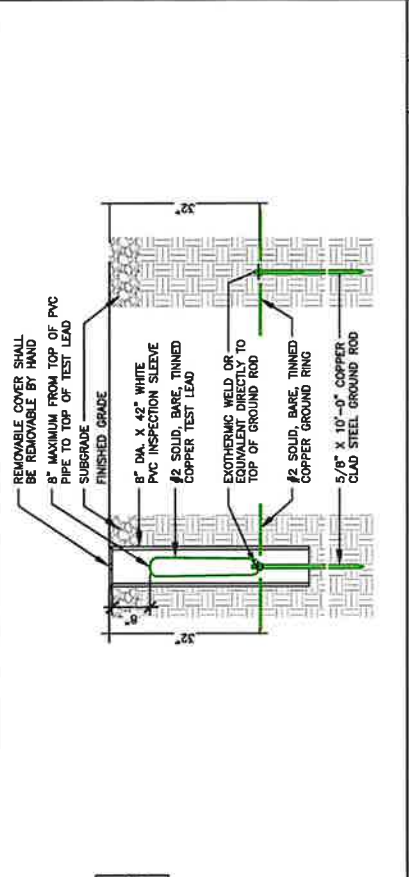 REMOVABLE COVER SHALL
BE REMOVABLE BY HAND
8" MAXIMUM FROM TOP OF PVC
PIPE TO TOP OF TEST LEAD
SUBGRADE
FINISHED GRADE
8" DIA. X 42" WHITE
PVC INSPECTION SLEEVE
#2 SOLID, BARE, TINNED
COPPER TEST LEAD
EXOTHERMIC WELD OR
EQUIVALENT DIRECTLY TO
TOP OF GROUND ROD
#2 SOLID, BARE, TINNED
COPPER GROUND RING
5/8" X 10'-0" COPPER
CLAD STEEL GROUND ROD
8"
32"
32"